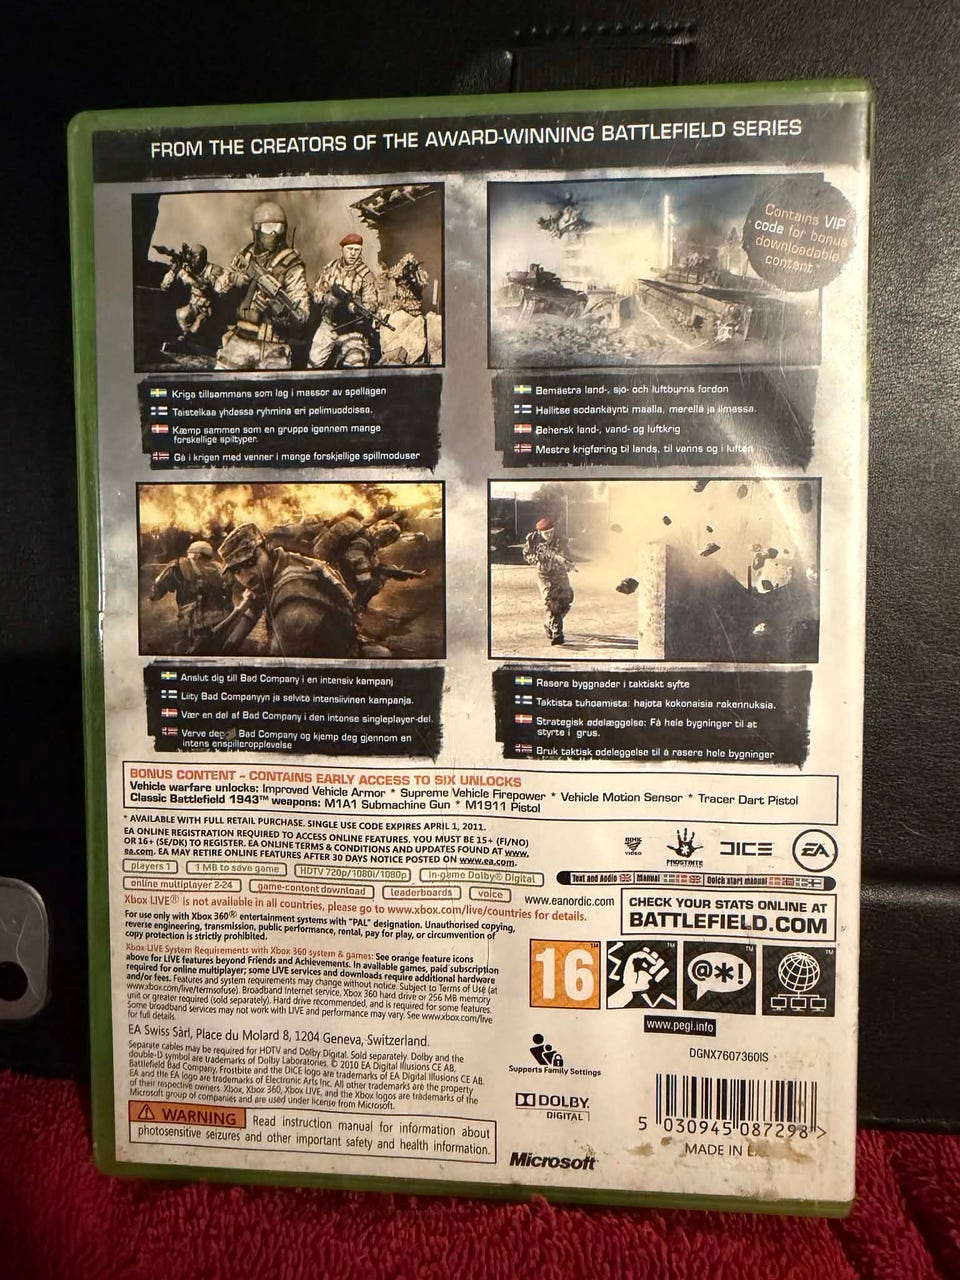 FROM THE CREATORS OF THE AWARD-WINNING BATTLEFIELD SERIES
Contains VIP
code for bonus
downloadable
content*
Kriga tillsammans som lag i massor av spellägen
Taistelkaa yhdessä ryhmänä eri pelimuodoissa.
Kæmp sammen som en gruppe igennem mange
forskellige spiltyper.
Gå i krigen med venner i mange forskjellige spillmoduser
Bemästra land-, sjö- och luftburna fordon
Hallitse sodankäynti maalla, merellä ja ilmassa.
Behersk land-, vand- og luftkrig
Mestre krigføring til lands, til vanns og i luften
Anslut dig till Bad Company i en intensiv kampanj
Liity Bad Companyyn ja selvitä intensiivinen kampanja.
Vær en del af Bad Company i den intense singleplayer-del.
Verve deg Bad Company og kjemp deg gjennom en
intens enspilleropplevelse
Rasera byggnader i taktiskt syfte
Taktista tuhoamista: hajota kokonaisia rakennuksia.
Strategisk ødelæggelse: Få hele bygninger til at
styrte i grus.
Bruk taktisk ødeleggelse til å rasere hele bygninger
BONUS CONTENT – CONTAINS EARLY ACCESS TO SIX UNLOCKS
Vehicle warfare unlocks: Improved Vehicle Armor * Supreme Vehicle Firepower * Vehicle Motion Sensor * Tracer Dart Pistol
Classic Battlefield 1943™ weapons: M1A1 Submachine Gun * M1911 Pistol
* AVAILABLE WITH FULL RETAIL PURCHASE. SINGLE USE CODE EXPIRES APRIL 1, 2011.
EA ONLINE REGISTRATION REQUIRED TO ACCESS ONLINE FEATURES. YOU MUST BE 15+ (FI/NO)
OR 16+ (SE/DK) TO REGISTER. EA ONLINE TERMS & CONDITIONS AND UPDATES FOUND AT www.
ea.com. EA MAY RETIRE ONLINE FEATURES AFTER 30 DAYS NOTICE POSTED ON www.ea.com.
BINK
VIDEO
FROSTBITE
DICE
EA
players 1
1 MB to save game
HDTV 720p/1080i/1080p
in-game Dolby® Digital
online multiplayer 2-24
game-content download
leaderboards
voice
Text and Audio
Manual
Quick start manual
www.eanordic.com
Xbox LIVE® is not available in all countries, please go to www.xbox.com/live/countries for details.
CHECK YOUR STATS ONLINE AT
BATTLEFIELD.COM
For use only with Xbox 360® entertainment systems with "PAL" designation. Unauthorised copying,
reverse engineering, transmission, public performance, rental, pay for play, or circumvention of
copy protection is strictly prohibited.
Xbox LIVE System Requirements with Xbox 360 system & games: See orange feature icons
above for LIVE features beyond Friends and Achievements. In available games, paid subscription
required for online multiplayer; some LIVE services and downloads require additional hardware
and/or fees. Features and system requirements may change without notice. Subject to Terms of Use (at
www.xbox.com/live/termsofuse). Broadband Internet service, Xbox 360 hard drive or 256 MB memory
unit or greater required (sold separately). Hard drive recommended, and is required for some features.
Some broadband services may not work with LIVE and performance may vary. See www.xbox.com/live
for full details.
16
@*!
www.pegi.info
EA Swiss Sàrl, Place du Molard 8, 1204 Geneva, Switzerland.
Separate cables may be required for HDTV and Dolby Digital. Sold separately. Dolby and the
double-D symbol are trademarks of Dolby Laboratories. © 2010 EA Digital Illusions CE AB.
Battlefield Bad Company, Frostbite and the DICE logo are trademarks of EA Digital Illusions CE AB.
EA and the EA logo are trademarks of Electronic Arts Inc. All other trademarks are the property
of their respective owners. Xbox, Xbox 360, Xbox LIVE, and the Xbox logos are trademarks of the
Microsoft group of companies and are used under license from Microsoft.
Supports Family Settings
DGNX7607360IS
DOLBY
DIGITAL
5 030945 087298 >
MADE IN
WARNING Read instruction manual for information about
photosensitive seizures and other important safety and health information.
Microsoft